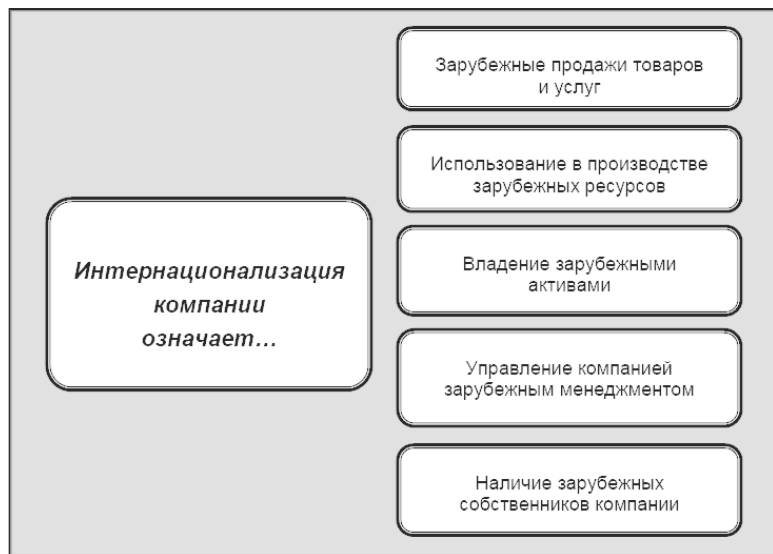 Интернационализация
компании
означает…
Зарубежные продажи товаров
и услуг
Использование в производстве
зарубежных ресурсов
Владение зарубежными
активами
Управление компанией
зарубежным менеджментом
Наличие зарубежных
собственников компании